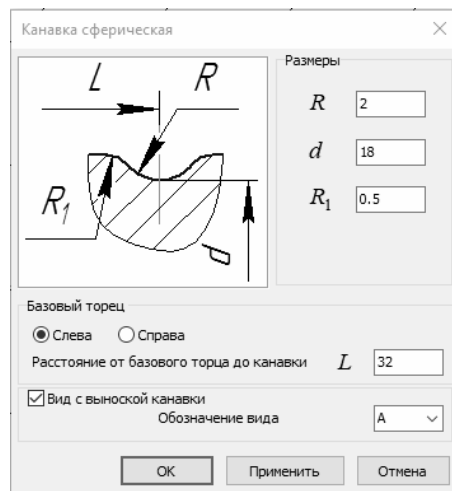 Канавка сферическая
Размеры
L
R
R₁
d
R 2
d 18
R₁ 0.5
Базовый торец
Слева Справа
Расстояние от базового торца до канавки L 32
Вид с выноской канавки
Обозначение вида A
OK Применить Отмена